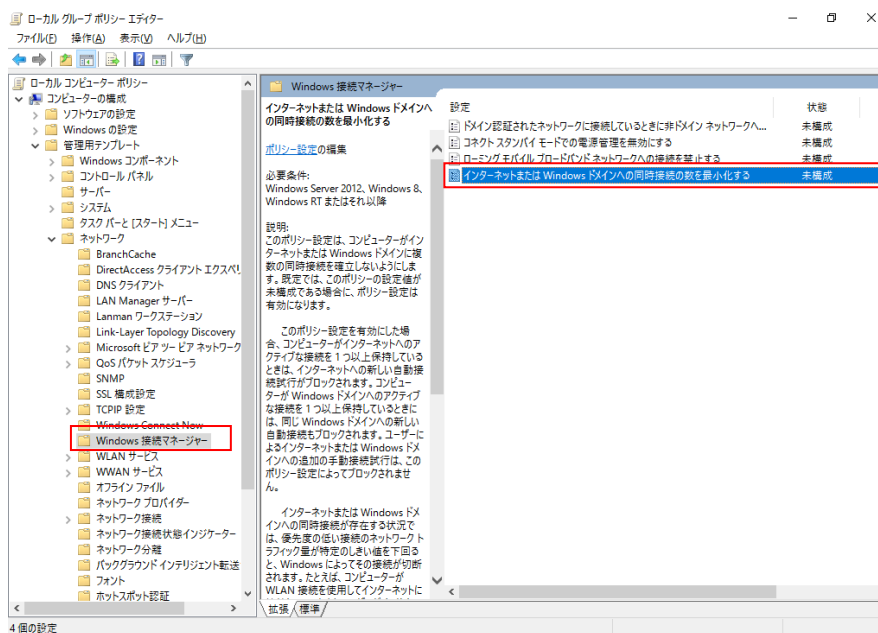 ローカル グループ ポリシー エディター
ファイル(F) 操作(A) 表示(V) ヘルプ(H)
ローカル コンピューター ポリシー
コンピューターの構成
ソフトウェアの設定
Windows の設定
管理用テンプレート
Windows コンポーネント
コントロール パネル
サーバー
システム
タスク バーと [スタート] メニュー
ネットワーク
BranchCache
DirectAccess クライアント エクスペリ
DNS クライアント
LAN Manager サーバー
Lanman ワークステーション
Link-Layer Topology Discovery
Microsoft ピア ツー ピア ネットワーク
QoS パケット スケジューラ
SNMP
SSL 構成設定
TCPIP 設定
Windows Connect Now
Windows 接続マネージャー
WLAN サービス
WWAN サービス
オフライン ファイル
ネットワーク プロバイダー
ネットワーク接続
ネットワーク接続状態インジケーター
ネットワーク分離
バックグラウンド インテリジェント転送
フォント
ホットスポット認証
Windows 接続マネージャー
インターネットまたは Windows ドメインへ
の同時接続の数を最小化する
ポリシー設定の編集
必要条件:
Windows Server 2012、Windows 8、
Windows RT またはそれ以降
説明:
このポリシー設定は、コンピューターがイン
ターネットまたは Windows ドメインに複
数の同時接続を確立しないようにしま
す。既定では、このポリシーの設定値が
未構成である場合に、ポリシー設定は
有効になります。
このポリシー設定を有効にした場
合、コンピューターがインターネットへのア
クティブな接続を 1 つ以上保持している
ときは、インターネットへの新しい自動接
続試行がブロックされます。コンピュー
ターが Windows ドメインへのアクティブ
な接続を 1 つ以上保持しているときに
は、同じ Windows ドメインへの新しい
自動接続もブロックされます。ユーザーに
よるインターネットまたは Windows ドメ
インへの追加の手動接続試行は、この
ポリシー設定によってブロックされませ
ん。
インターネットまたは Windows ドメ
インへの同時接続が存在する状況で
は、優先度の低い接続のネットワークト
ラフィック量が特定のしきい値を下回る
と、Windows によってその接続が切断
されます。たとえば、コンピューターが
WLAN 接続を使用してインターネットに
設定 状態
ドメイン認証されたネットワークに接続しているときに非ドメイン ネットワークへ... 未構成
コネクト スタンバイ モードでの電源管理を無効にする 未構成
ローミング モバイル ブロードバンド ネットワークへの接続を禁止する 未構成
インターネットまたは Windows ドメインへの同時接続の数を最小化する 未構成
拡張 標準
4 個の設定